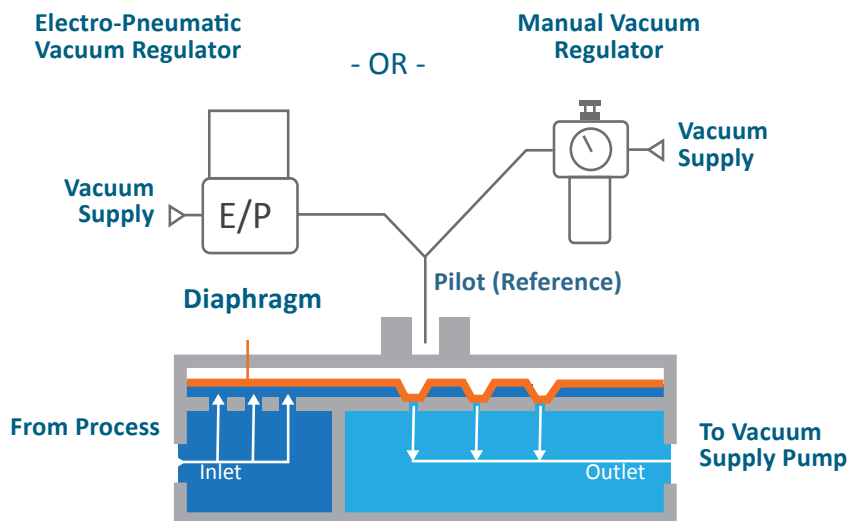 Electro-Pneumatic
Vacuum Regulator
- OR -
Manual Vacuum
Regulator
Vacuum
Supply
Vacuum
Supply
E/P
Pilot (Reference)
Diaphragm
From Process
Inlet
Outlet
To Vacuum
Supply Pump